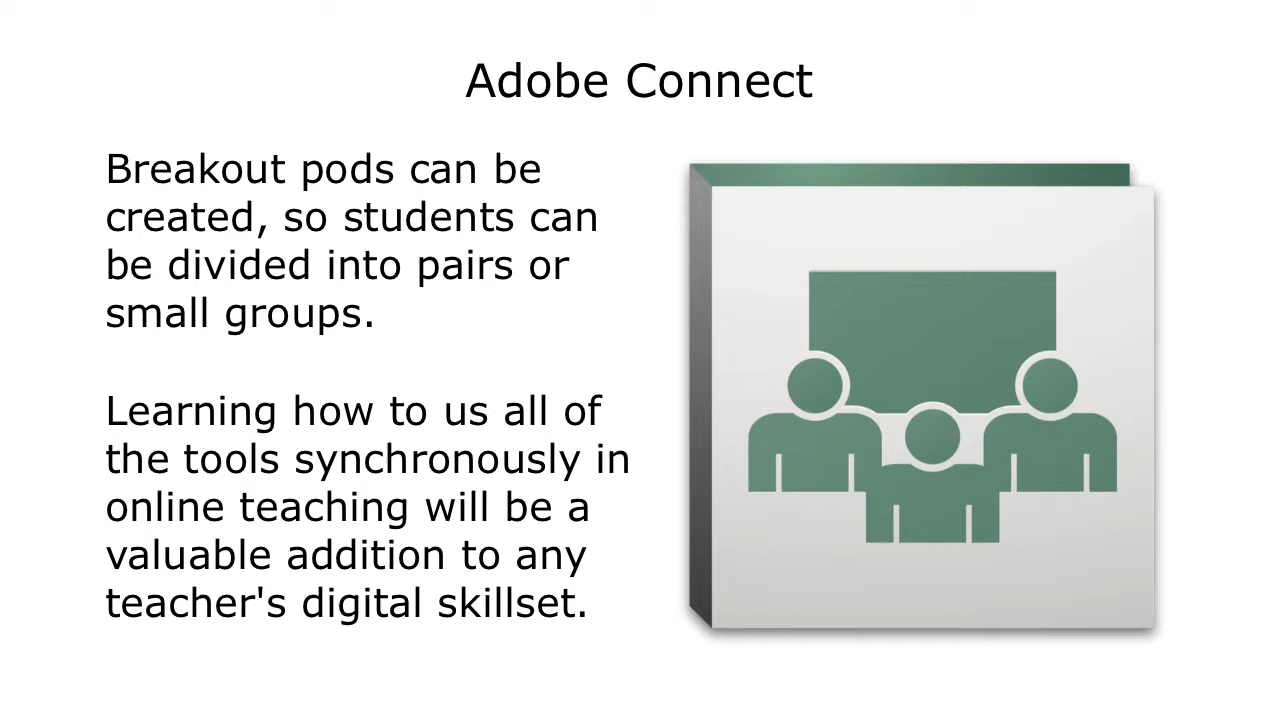 Adobe Connect
Breakout pods can be
created, so students can
be divided into pairs or
small groups.
Learning how to us all of
the tools synchronously in
online teaching will be a
valuable addition to any
teacher's digital skillset.